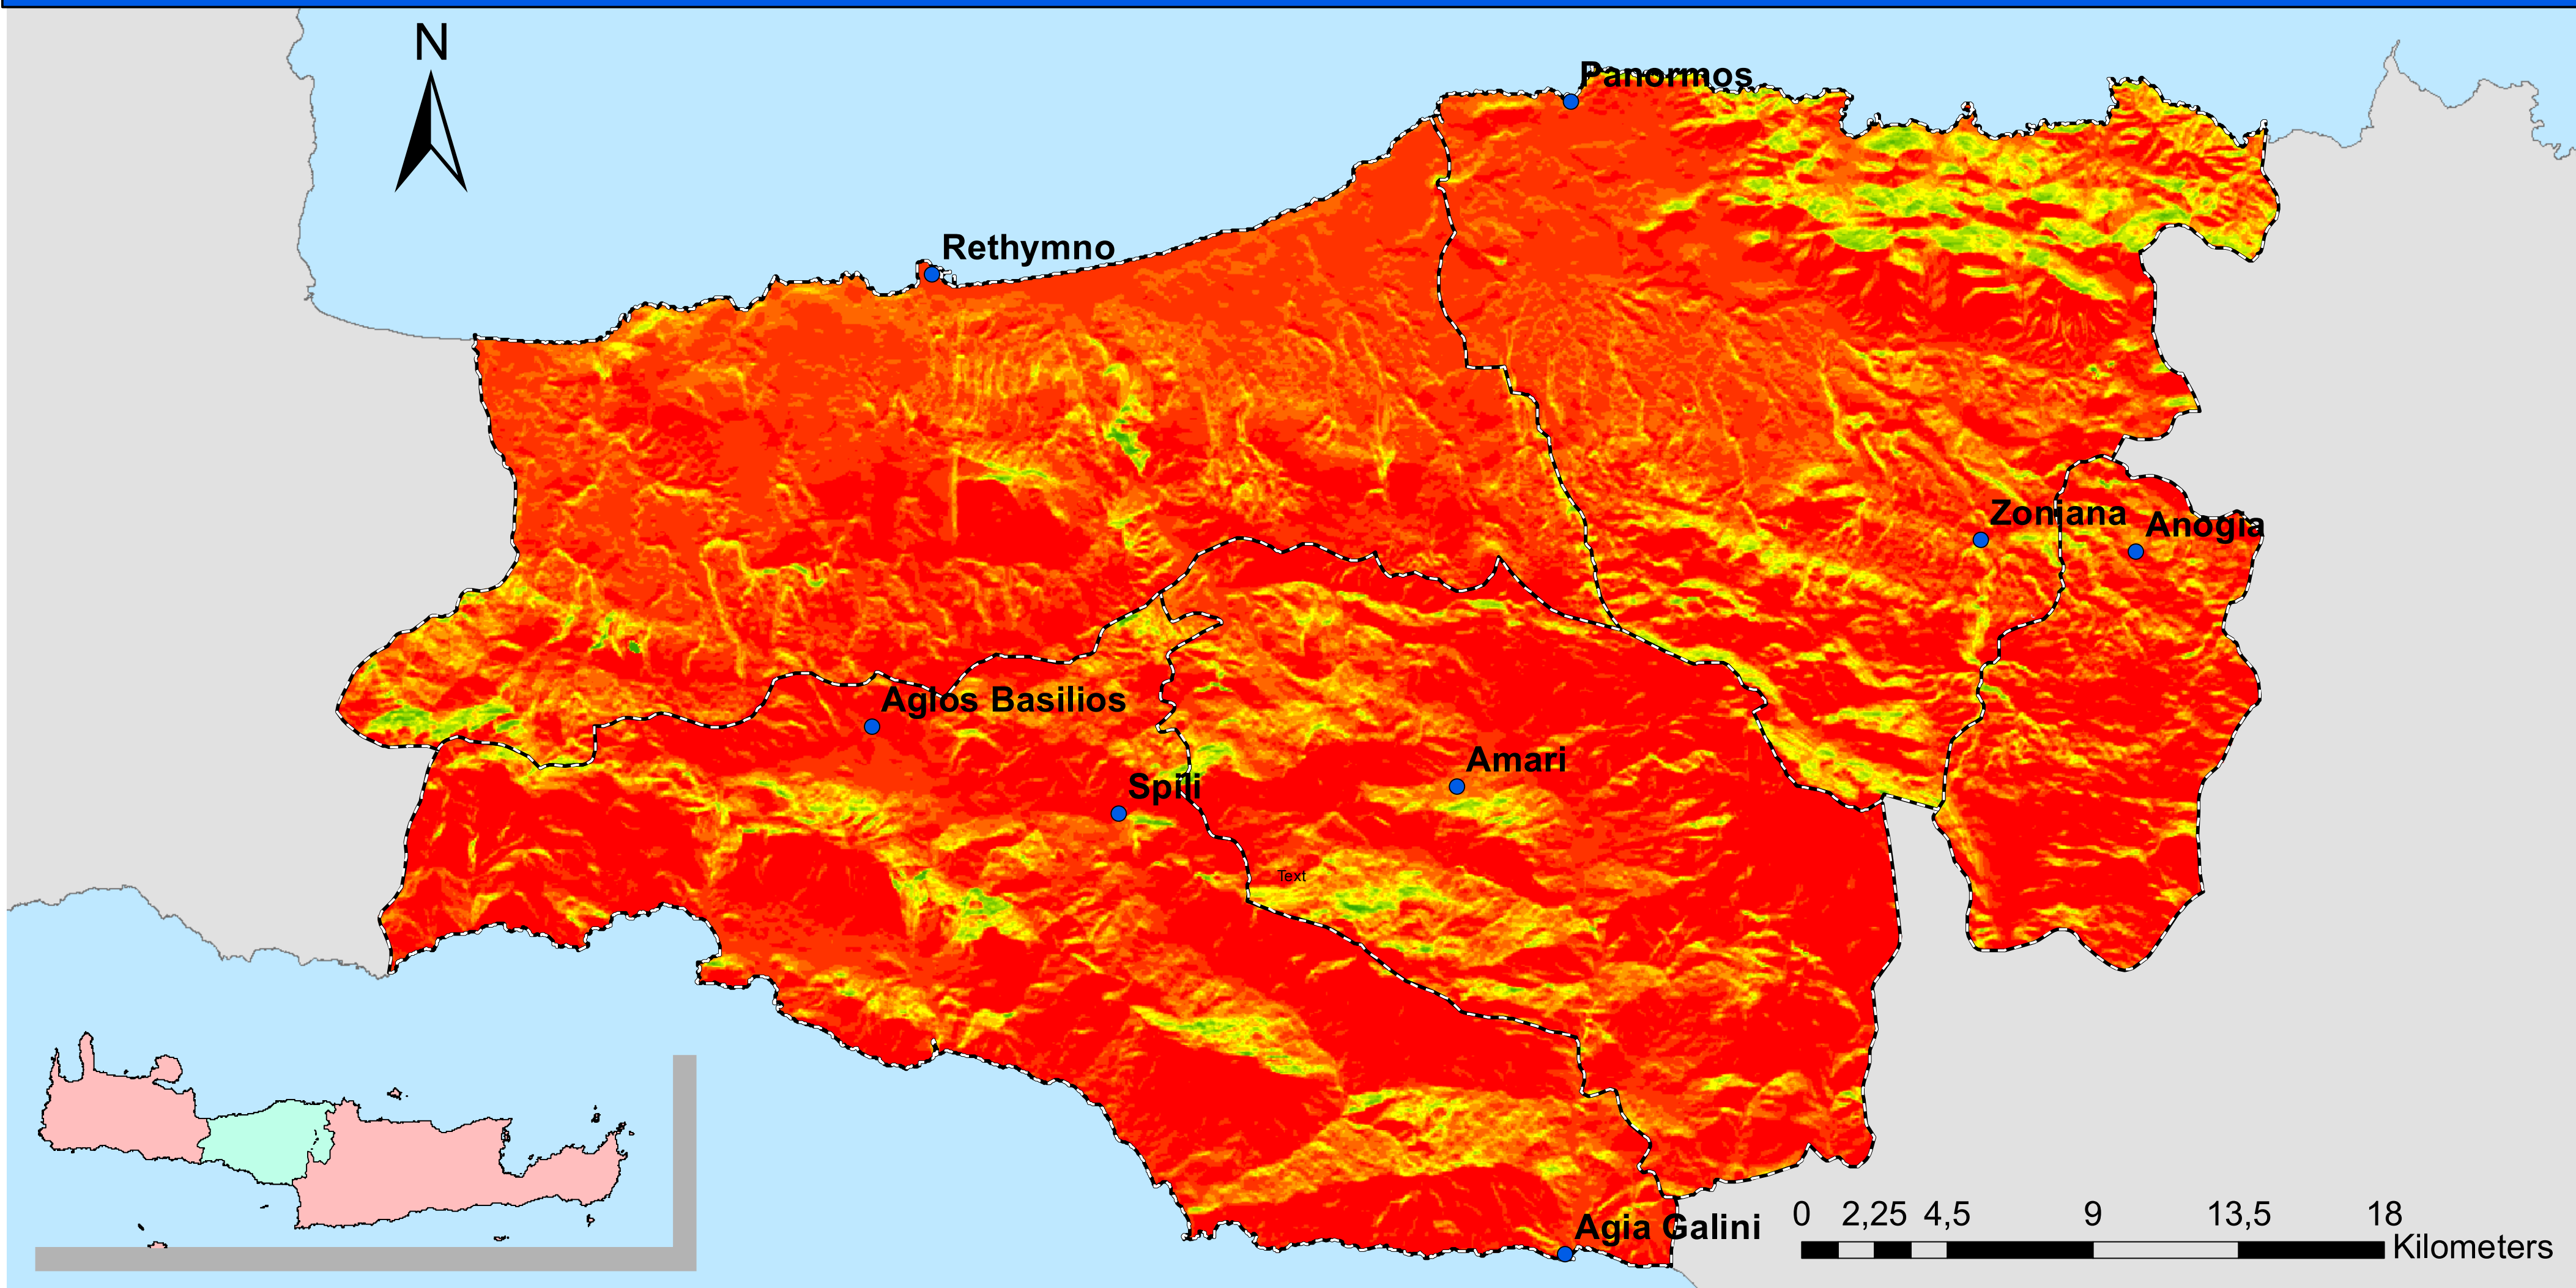 N
Panormos
Rethymno
Zoniana
Anogia
Agios Basilios
Amari
Spili
Text
Agia Galini
0 2,25 4,5 9 13,5 18
Kilometers